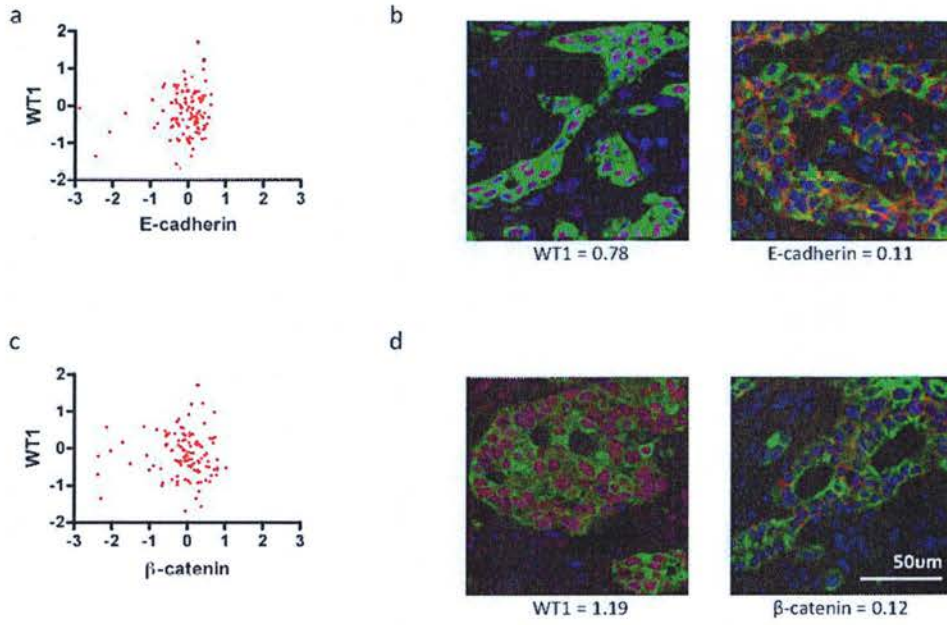 a
b
2
1
0
-1
-2
WT1
-3 -2 -1 0 1 2 3
E-cadherin
WT1 = 0.78
E-cadherin = 0.11
c
d
2
1
0
-1
-2
WT1
-3 -2 -1 0 1 2 3
β-catenin
50um
WT1 = 1.19
β-catenin = 0.12